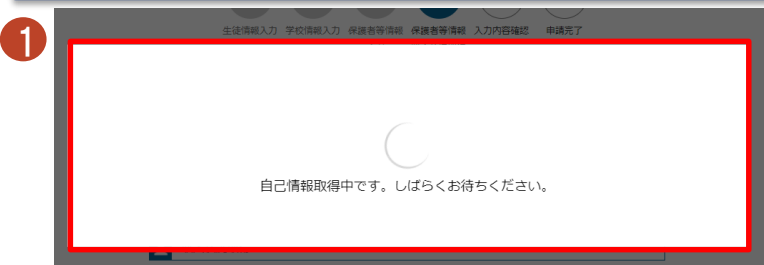 1
生徒情報入力 学校情報入力 保護者等情報 保護者等情報 入力内容確認 申請完了
自己情報取得中です。しばらくお待ちください。